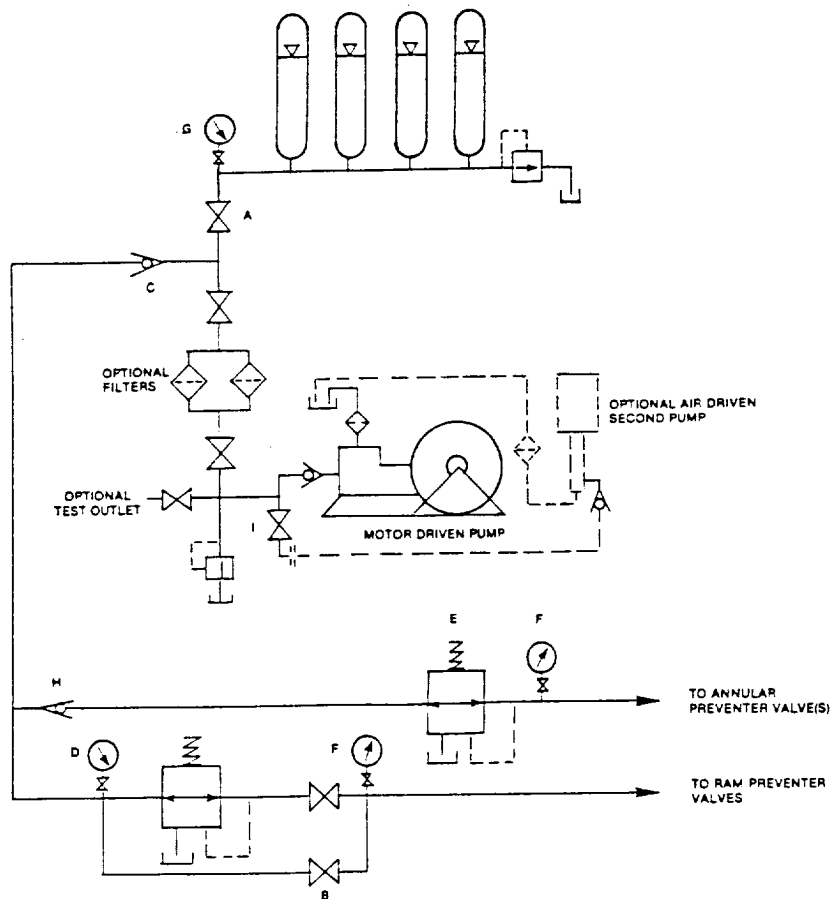 G
A
C
OPTIONAL
FILTERS
OPTIONAL AIR DRIVEN
SECOND PUMP
OPTIONAL
TEST OUTLET
I
MOTOR DRIVEN PUMP
E
F
H
TO ANNULAR
PREVENTER VALVE(S)
D
F
TO RAM PREVENTER
VALVES
B